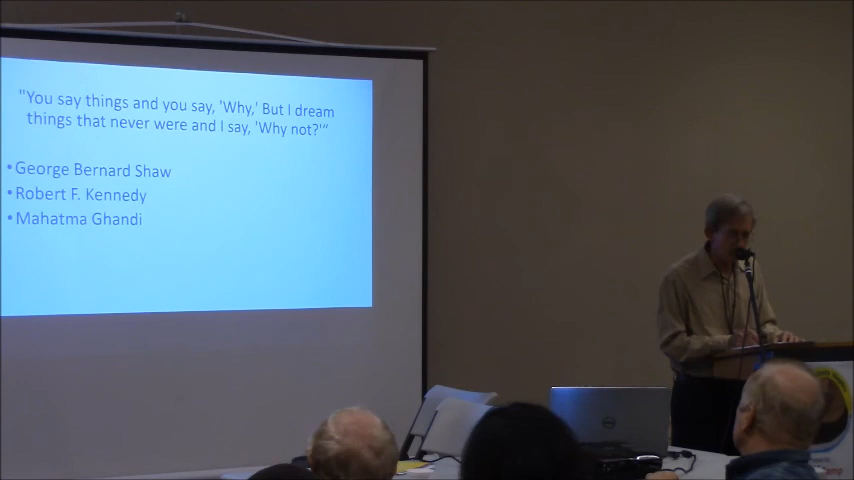 "You say things and you say, 'Why,' But I dream
things that never were and I say, 'Why not?'"
•George Bernard Shaw
•Robert F. Kennedy
•Mahatma Ghandi
DELL